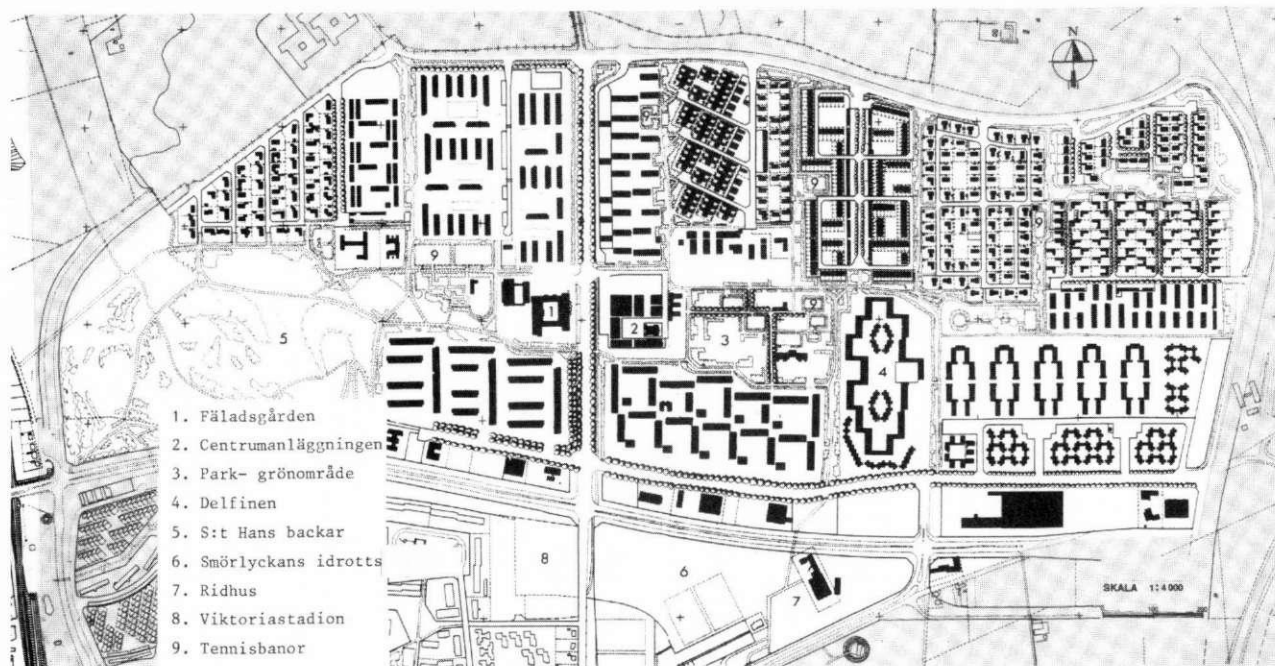 N
9
9
9
9
9
1
2
3
4
5
1. Fäladsgården
2. Centrumanläggningen
3. Park- grönområde
4. Delfinen
5. S:t Hans backar
6. Smörlyckans idrotts
7. Ridhus
8. Viktoriastadion
9. Tennisbanor
8
6
7
SKALA 1:4000